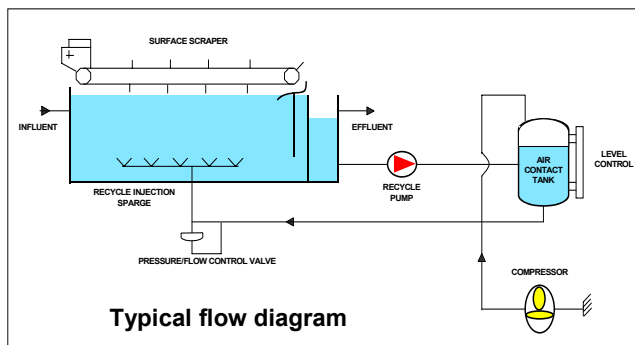 SURFACE SCRAPER
INFLUENT
EFFLUENT
RECYCLE INJECTION
SPARGE
RECYCLE
PUMP
AIR
CONTACT
TANK
LEVEL
CONTROL
PRESSURE/FLOW CONTROL VALVE
COMPRESSOR
Typical flow diagram